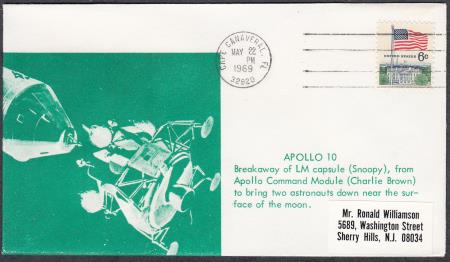 CAPE CANAVERAL, FL
MAY 22
PM
1969
32920
UNITED STATES 6c
APOLLO 10
Breakaway of LM capsule (Snoopy), from
Apollo Command Module (Charlie Brown)
to bring two astronauts down near the sur-
face of the moon.
Mr. Ronald Williamson
5689, Washington Street
Sherry Hills, N.J. 08034